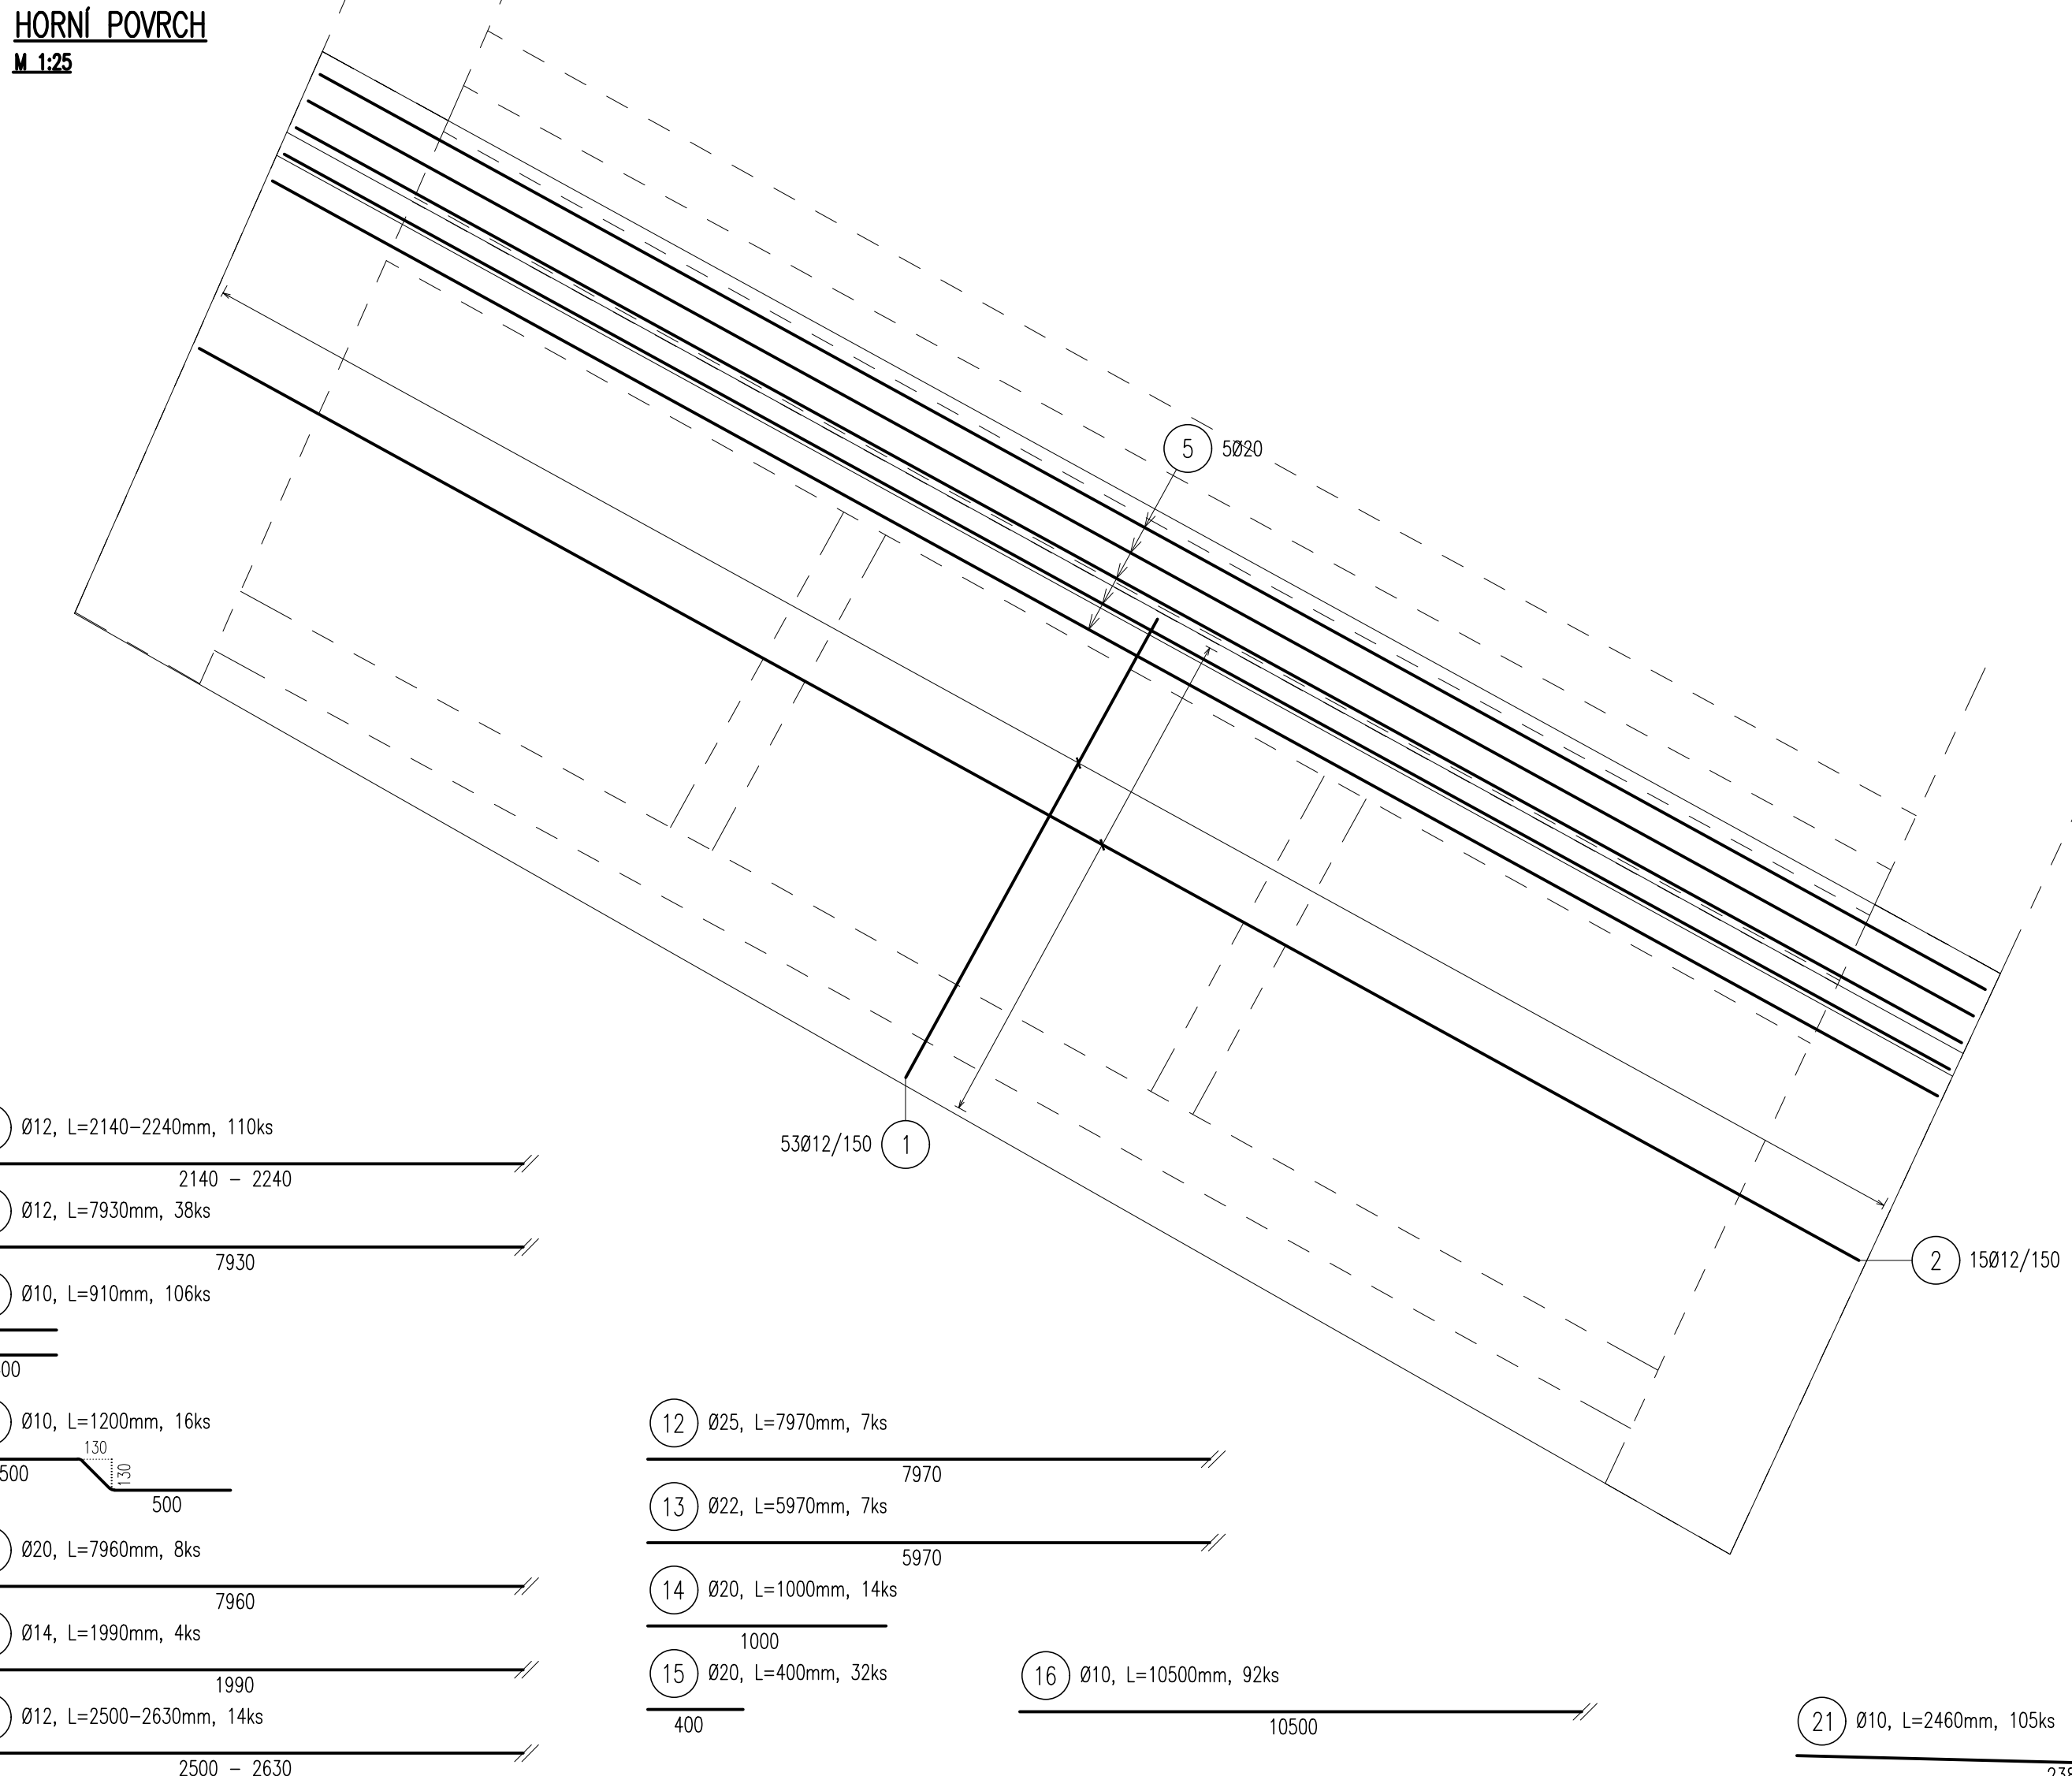 HORNÍ POVRCH
M 1:25
5 5Ø20
53Ø12/150 1
2 15Ø12/150
Ø12, L=2140-2240mm, 110ks
2140 - 2240
Ø12, L=7930mm, 38ks
7930
Ø10, L=910mm, 106ks
00
Ø10, L=1200mm, 16ks
130
130
500
500
Ø20, L=7960mm, 8ks
7960
Ø14, L=1990mm, 4ks
1990
Ø12, L=2500-2630mm, 14ks
2500 - 2630
12 Ø25, L=7970mm, 7ks
7970
13 Ø22, L=5970mm, 7ks
5970
14 Ø20, L=1000mm, 14ks
1000
15 Ø20, L=400mm, 32ks
400
16 Ø10, L=10500mm, 92ks
10500
21 Ø10, L=2460mm, 105ks